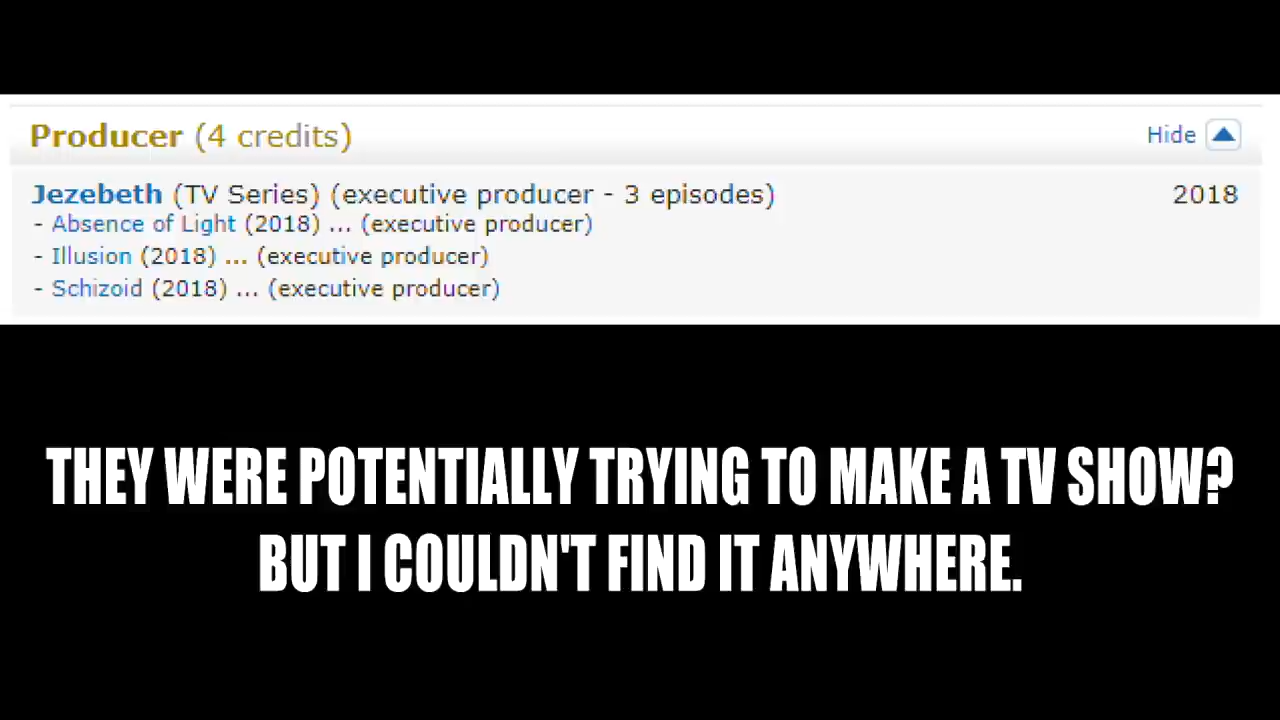 Producer (4 credits) Hide
Jezebeth (TV Series) (executive producer - 3 episodes) 2018
- Absence of Light (2018) ... (executive producer)
- Illusion (2018) ... (executive producer)
- Schizoid (2018) ... (executive producer)
THEY WERE POTENTIALLY TRYING TO MAKE A TV SHOW?
BUT I COULDN'T FIND IT ANYWHERE.